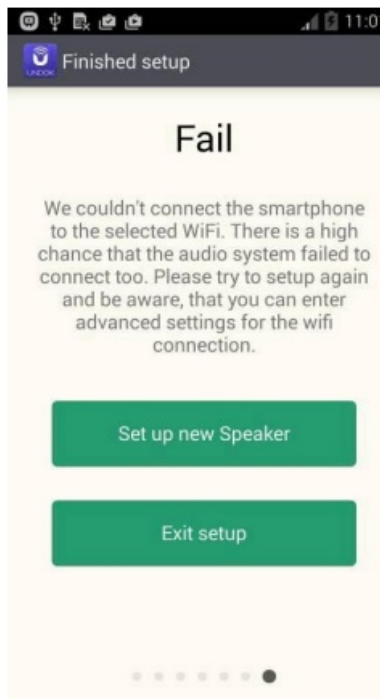 11:0
UNDOK
Finished setup
Fail
We couldn't connect the smartphone
to the selected WiFi. There is a high
chance that the audio system failed to
connect too. Please try to setup again
and be aware, that you can enter
advanced settings for the wifi
connection.
Set up new Speaker
Exit setup